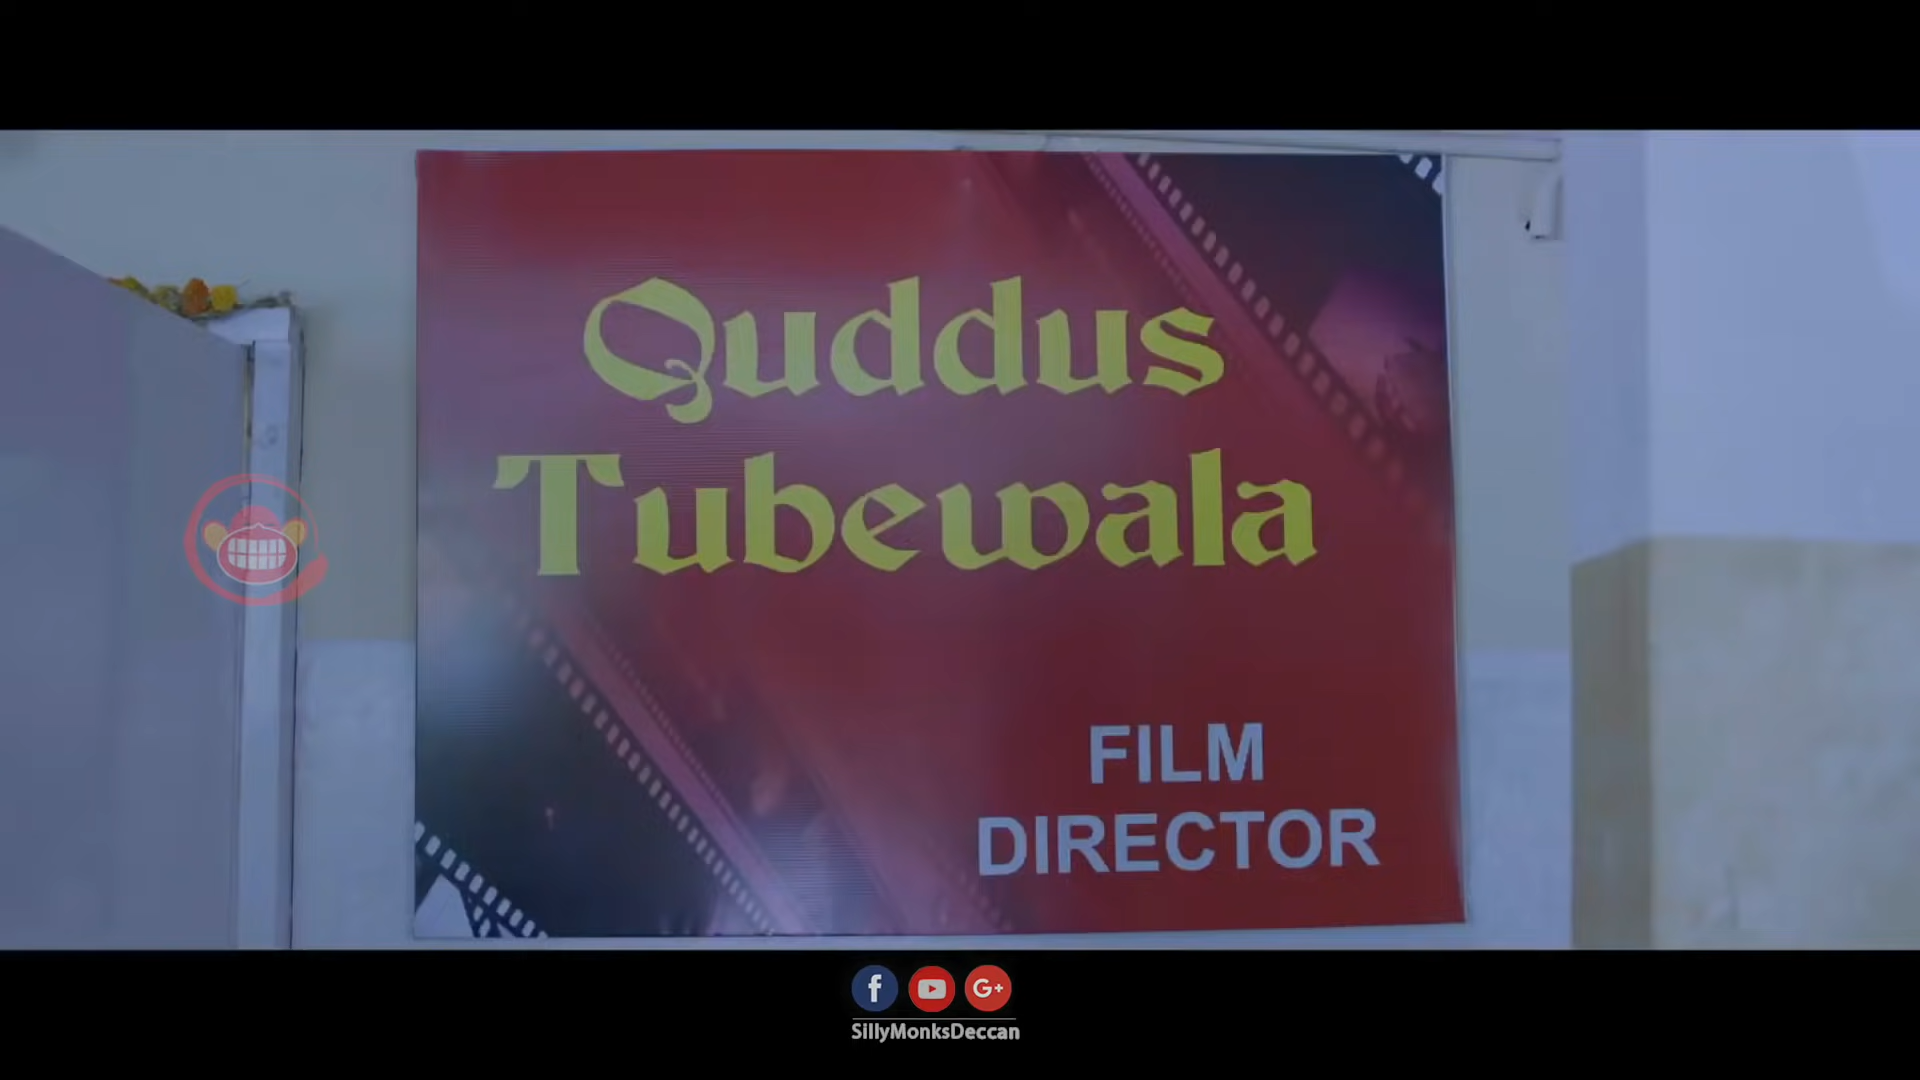 Quddus
Tubewala
FILM
DIRECTOR
f
G+
SillyMonksDeccan